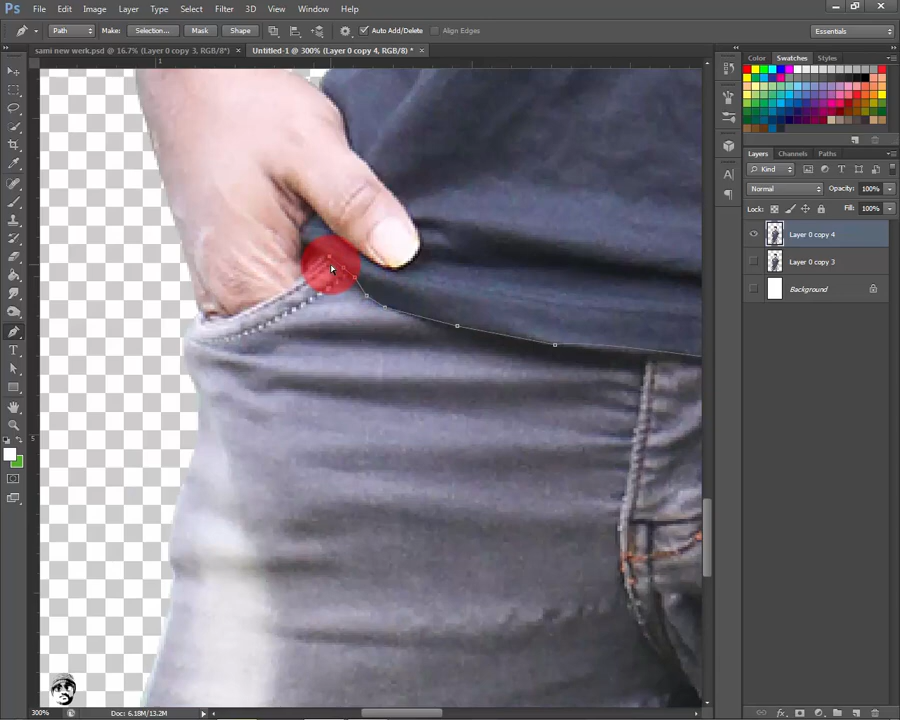 Ps File Edit Image Layer Type Select Filter 3D View Window Help
Path Make: Selection... Mask Shape Auto Add/Delete Align Edges Essentials
sami new werk.psd @ 16.7% (Layer 0 copy 3, RGB/8*) × Untitled-1 @ 300% (Layer 0 copy 4, RGB/8) * ×
1
5
Color Swatches Styles
Layers Channels Paths
Kind
Normal Opacity: 100%
Lock: Fill: 100%
Layer 0 copy 4
Layer 0 copy 3
Background
300% Doc: 6.18M/13.2M